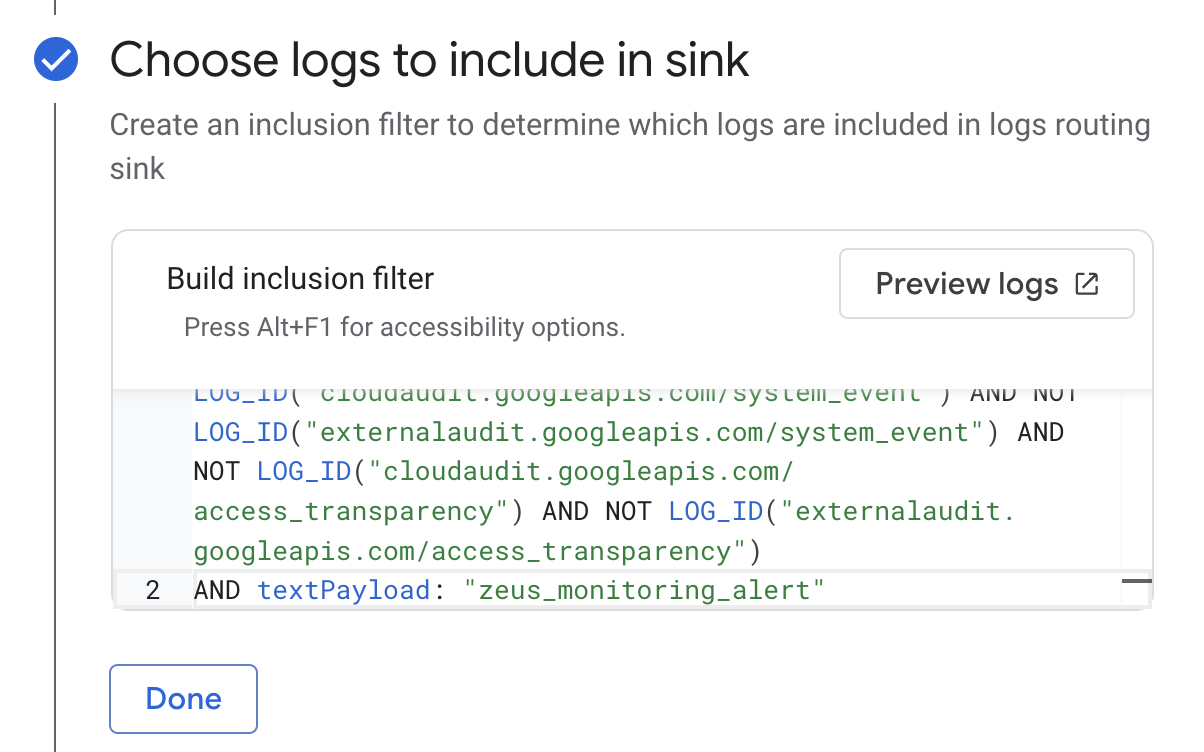 Choose logs to include in sink
Create an inclusion filter to determine which logs are included in logs routing
sink
Build inclusion filter
Preview logs
Press Alt+F1 for accessibility options.
LOG_ID("cloudaudit.googleapis.com/system_event") AND NOT
LOG_ID("externalaudit.googleapis.com/system_event") AND
NOT LOG_ID("cloudaudit.googleapis.com/
access_transparency") AND NOT LOG_ID("externalaudit.
googleapis.com/access_transparency")
2 AND textPayload: "zeus_monitoring_alert"
Done